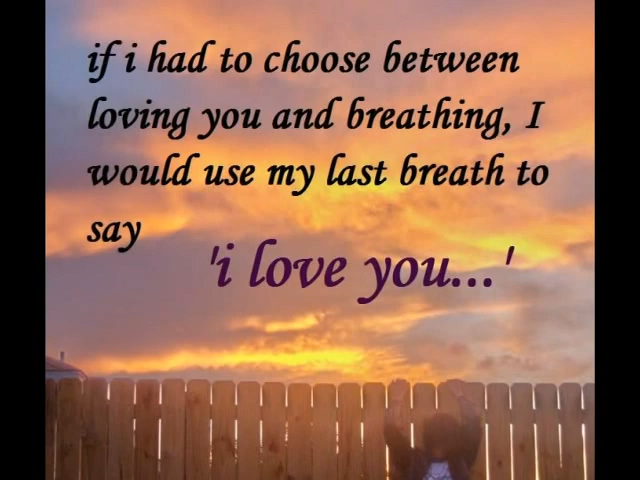 if i had to choose between
loving you and breathing, I
would use my last breath to
say
'i love you...'